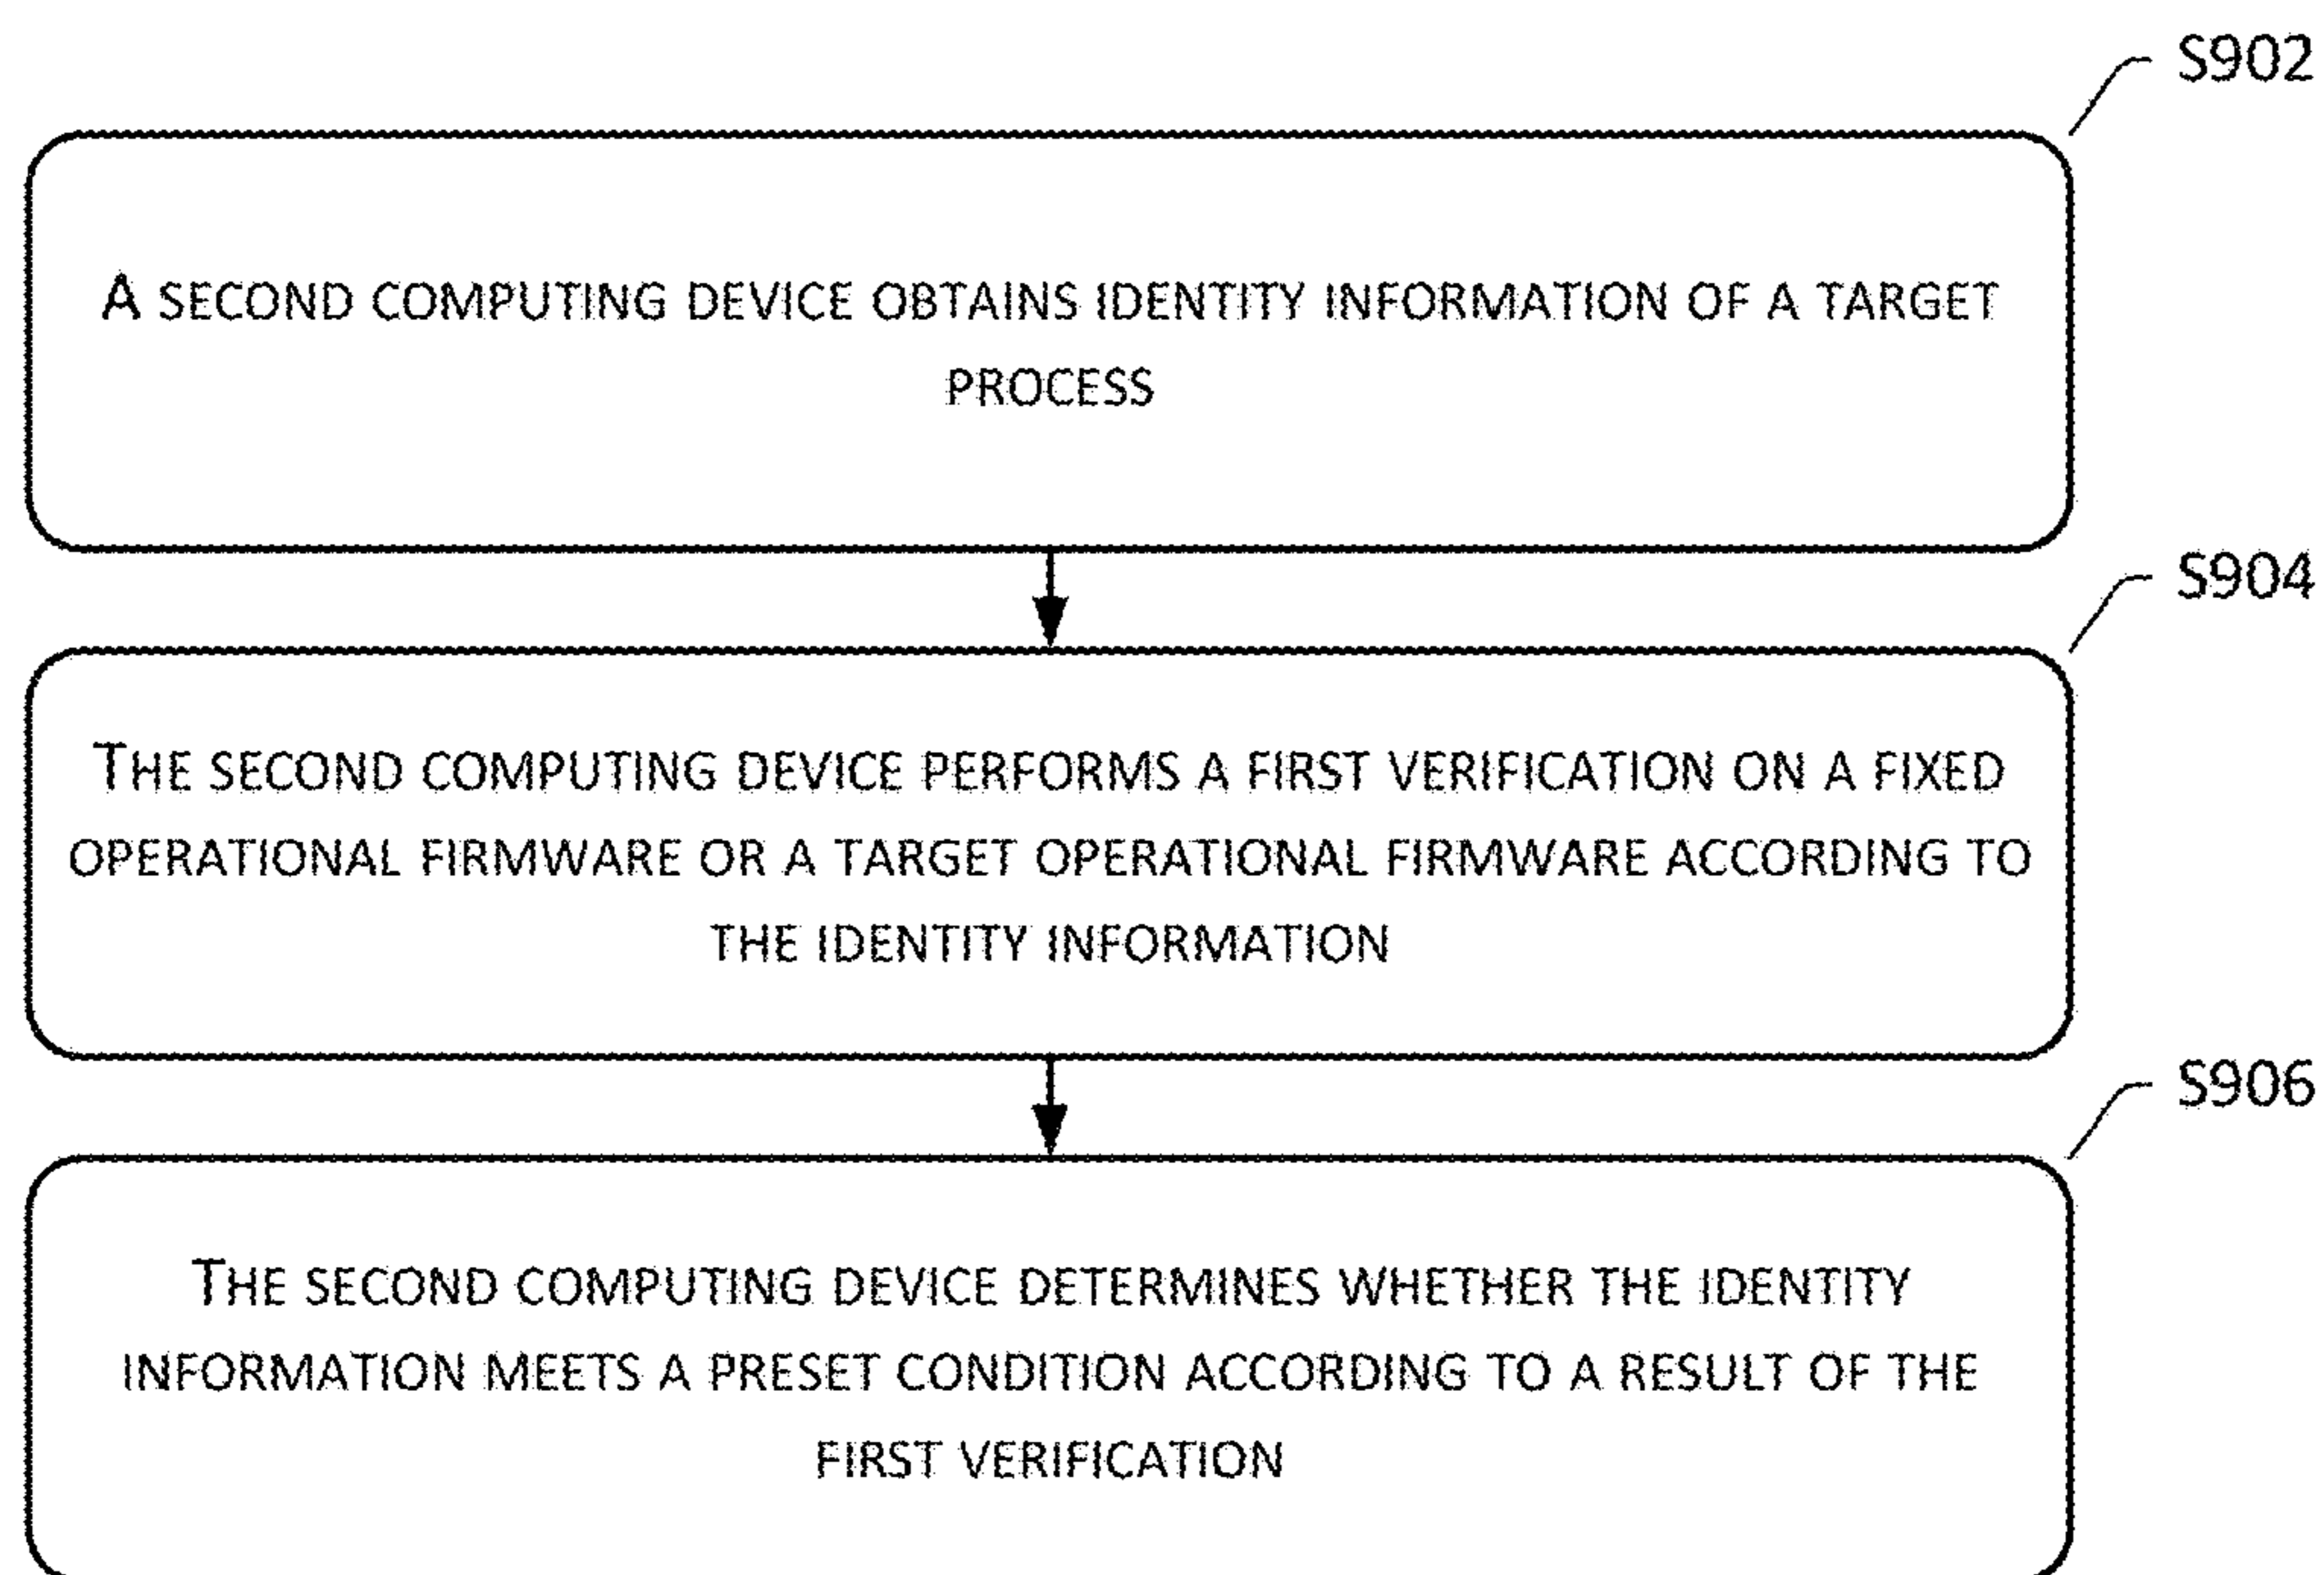 S902
A SECOND COMPUTING DEVICE OBTAINS IDENTITY INFORMATION OF A TARGET
PROCESS
S904
THE SECOND COMPUTING DEVICE PERFORMS A FIRST VERIFICATION ON A FIXED
OPERATIONAL FIRMWARE OR A TARGET OPERATIONAL FIRMWARE ACCORDING TO
THE IDENTITY INFORMATION
S906
THE SECOND COMPUTING DEVICE DETERMINES WHETHER THE IDENTITY
INFORMATION MEETS A PRESET CONDITION ACCORDING TO A RESULT OF THE
FIRST VERIFICATION